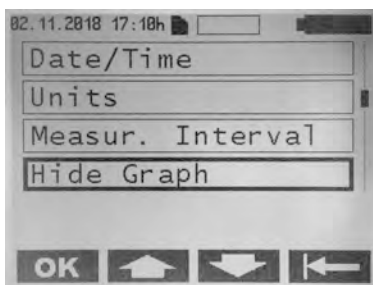 02.11.2018 17:10h
Date/Time
Units
Measur. Interval
Hide Graph
OK